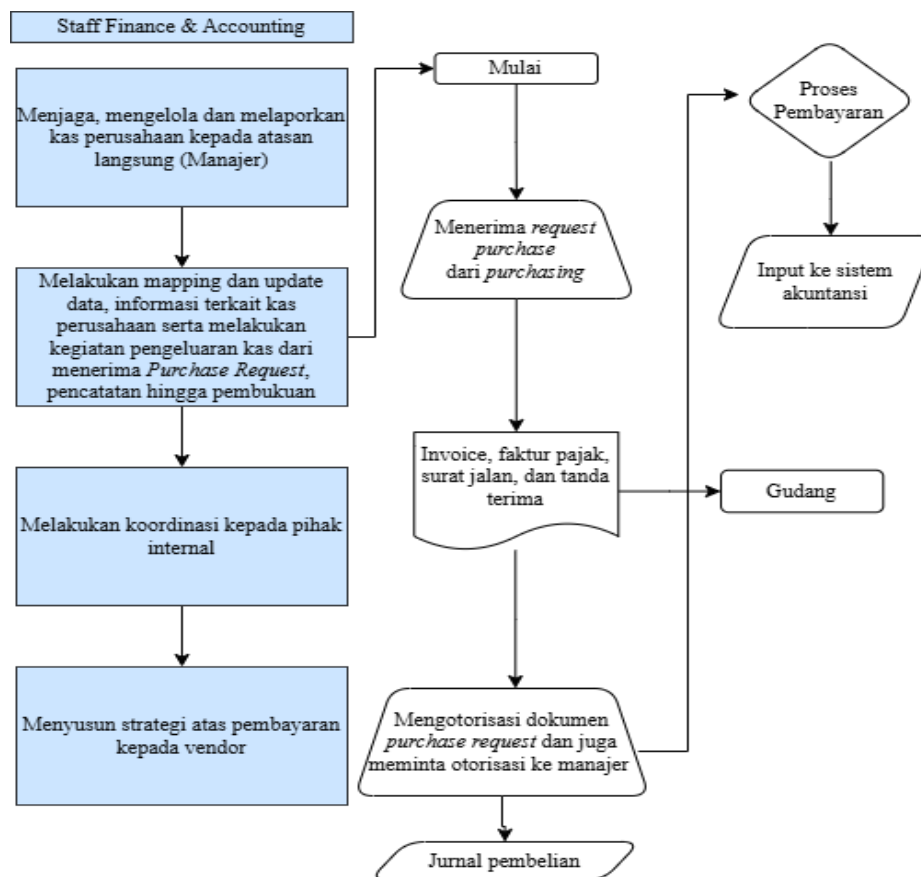 Staff Finance & Accounting
Menjaga, mengelola dan melaporkan
kas perusahaan kepada atasan
langsung (Manajer)
Melakukan mapping dan update
data, informasi terkait kas
perusahaan serta melakukan
kegiatan pengeluaran kas dari
menerima Purchase Request,
pencatatan hingga pembukuan
Melakukan koordinasi kepada pihak
internal
Menyusun strategi atas pembayaran
kepada vendor
Mulai
Menerima request
purchase
dari purchasing
Invoice, faktur pajak,
surat jalan, dan tanda
terima
Mengotorisasi dokumen
purchase request dan juga
meminta otorisasi ke manajer
Jurnal pembelian
Proses
Pembayaran
Input ke sistem
akuntansi
Gudang